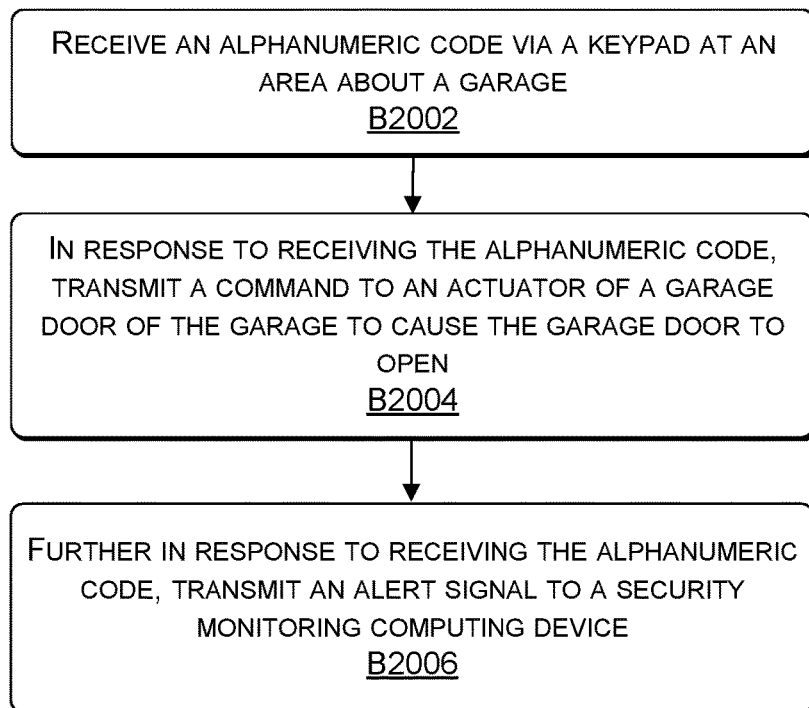 RECEIVE AN ALPHANUMERIC CODE VIA A KEYPAD AT AN
AREA ABOUT A GARAGE
B2002
IN RESPONSE TO RECEIVING THE ALPHANUMERIC CODE,
TRANSMIT A COMMAND TO AN ACTUATOR OF A GARAGE
DOOR OF THE GARAGE TO CAUSE THE GARAGE DOOR TO
OPEN
B2004
FURTHER IN RESPONSE TO RECEIVING THE ALPHANUMERIC
CODE, TRANSMIT AN ALERT SIGNAL TO A SECURITY
MONITORING COMPUTING DEVICE
B2006